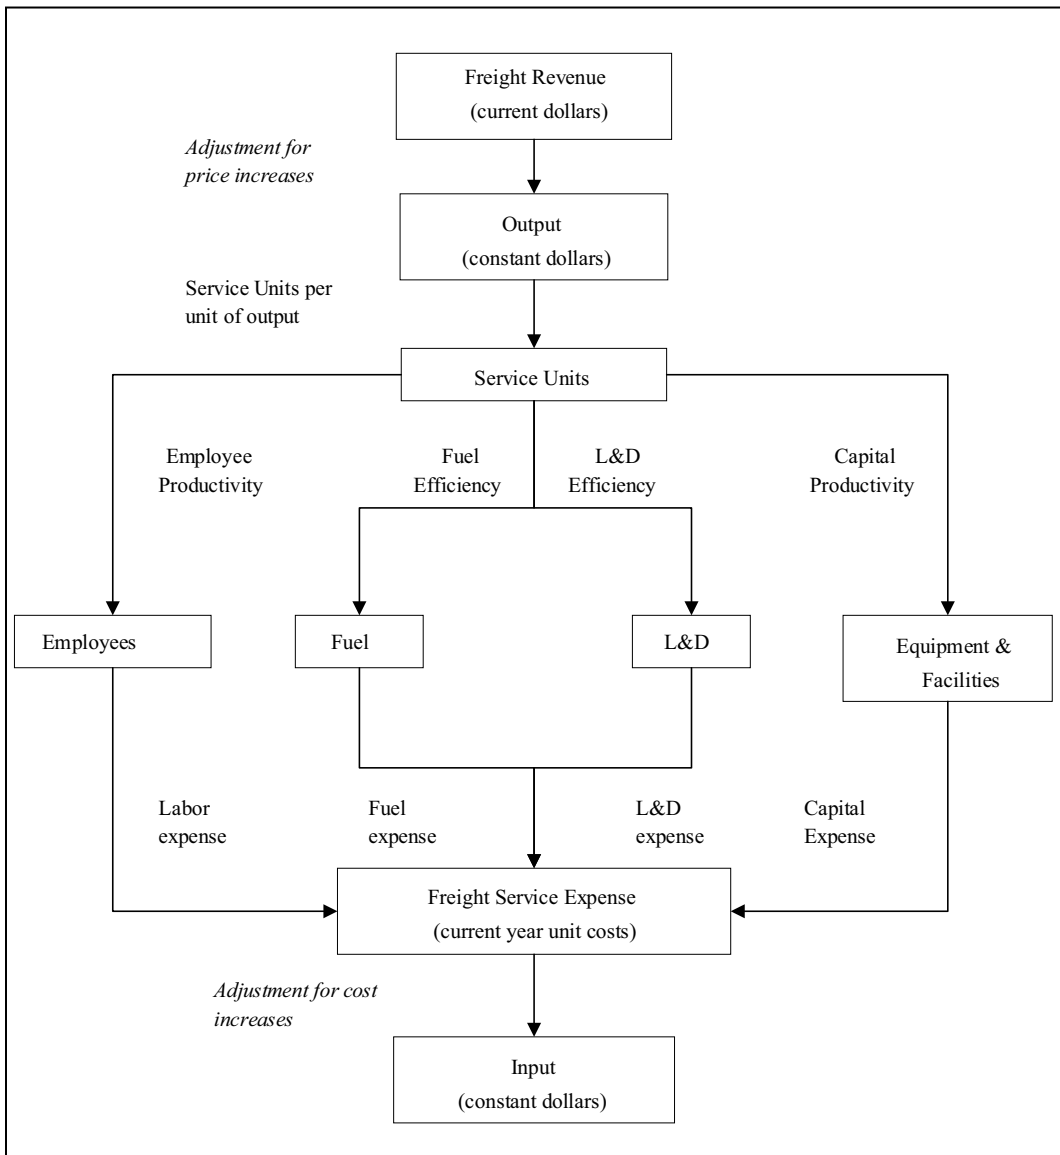 Freight Revenue
(current dollars)
Adjustment for
price increases
Output
(constant dollars)
Service Units per
unit of output
Service Units
Employee
Productivity
Fuel
Efficiency
L&D
Efficiency
Capital
Productivity
Employees
Fuel
L&D
Equipment &
Facilities
Labor
expense
Fuel
expense
L&D
expense
Capital
Expense
Freight Service Expense
(current year unit costs)
Adjustment for cost
increases
Input
(constant dollars)